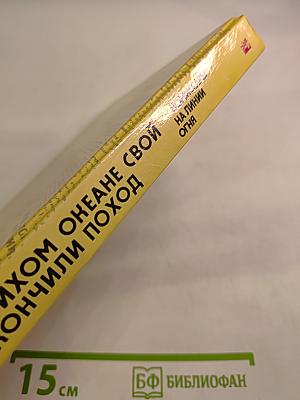 ИХОМ ОКЕАНЕ СВОЙ
ОНЧИЛИ ПОХОД
НА ЛИНИИ
ОГНЯ
15 СМ
БФ БИБЛИОФАН